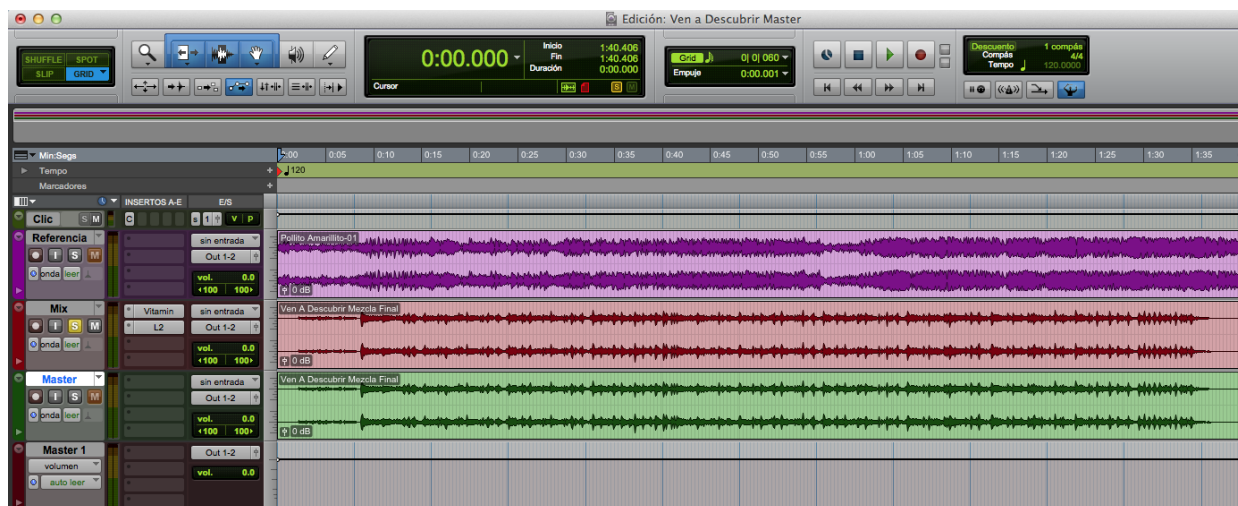 Edición: Ven a Descubrir Master
SHUFFLE SPOT
SLIP GRID
0:00.000
Inicio 1:40.406
Fin 1:40.406
Duración 0:00.000
Cursor
S M
Grid 0| 0| 060
Empuje 0:00.001
Descuento 1 compás
Compás 4/4
Tempo 120.0000
Min:Segs 0:00 0:05 0:10 0:15 0:20 0:25 0:30 0:35 0:40 0:45 0:50 0:55 1:00 1:05 1:10 1:15 1:20 1:25 1:30 1:35
Tempo + 120
Marcadores +
INSERTOS A-E E/S
Clic S M C s 1 V P
Referencia sin entrada Pollito Amarillito-01
I S M Out 1-2
onda leer vol. 0.0
100 100 0 dB
Mix Vitamin sin entrada Ven A Descubrir Mezcla Final
I S M L2 Out 1-2
onda leer vol. 0.0
100 100 0 dB
Master sin entrada Ven A Descubrir Mezcla Final
I S M Out 1-2
onda leer vol. 0.0
100 100 0 dB
Master 1 Out 1-2
volumen vol. 0.0
auto leer